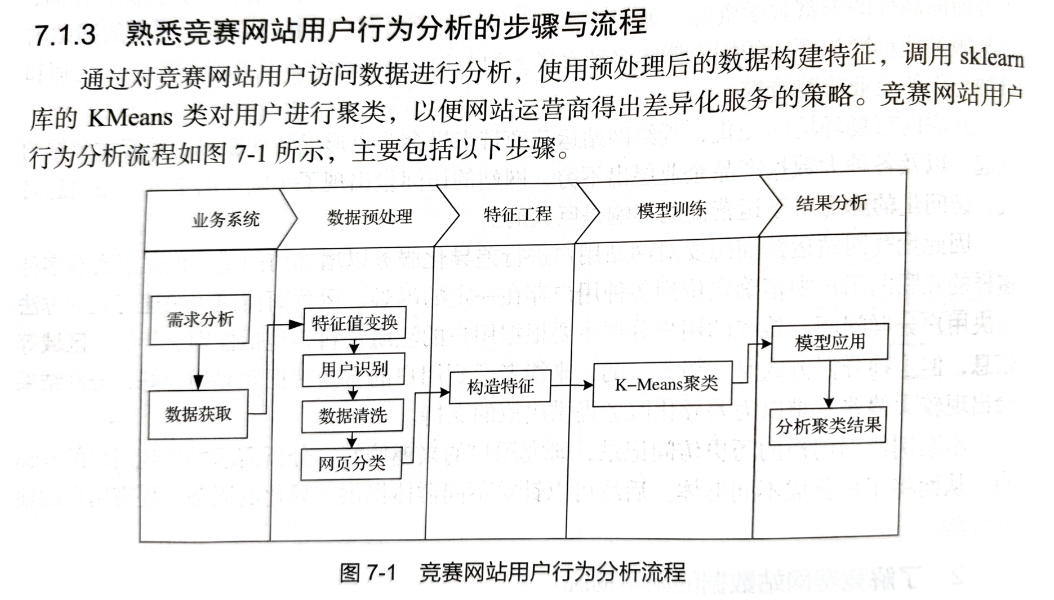 7.1.3 熟悉竞赛网站用户行为分析的步骤与流程
通过对竞赛网站用户访问数据进行分析，使用预处理后的数据构建特征，调用 sklearn
库的 KMeans 类对用户进行聚类，以便网站运营商得出差异化服务的策略。竞赛网站用户
行为分析流程如图 7-1 所示，主要包括以下步骤。
业务系统 数据预处理 特征工程 模型训练 结果分析
需求分析
数据获取
特征值变换
用户识别
数据清洗
网页分类
构造特征
K-Means聚类
模型应用
分析聚类结果
图 7-1 竞赛网站用户行为分析流程